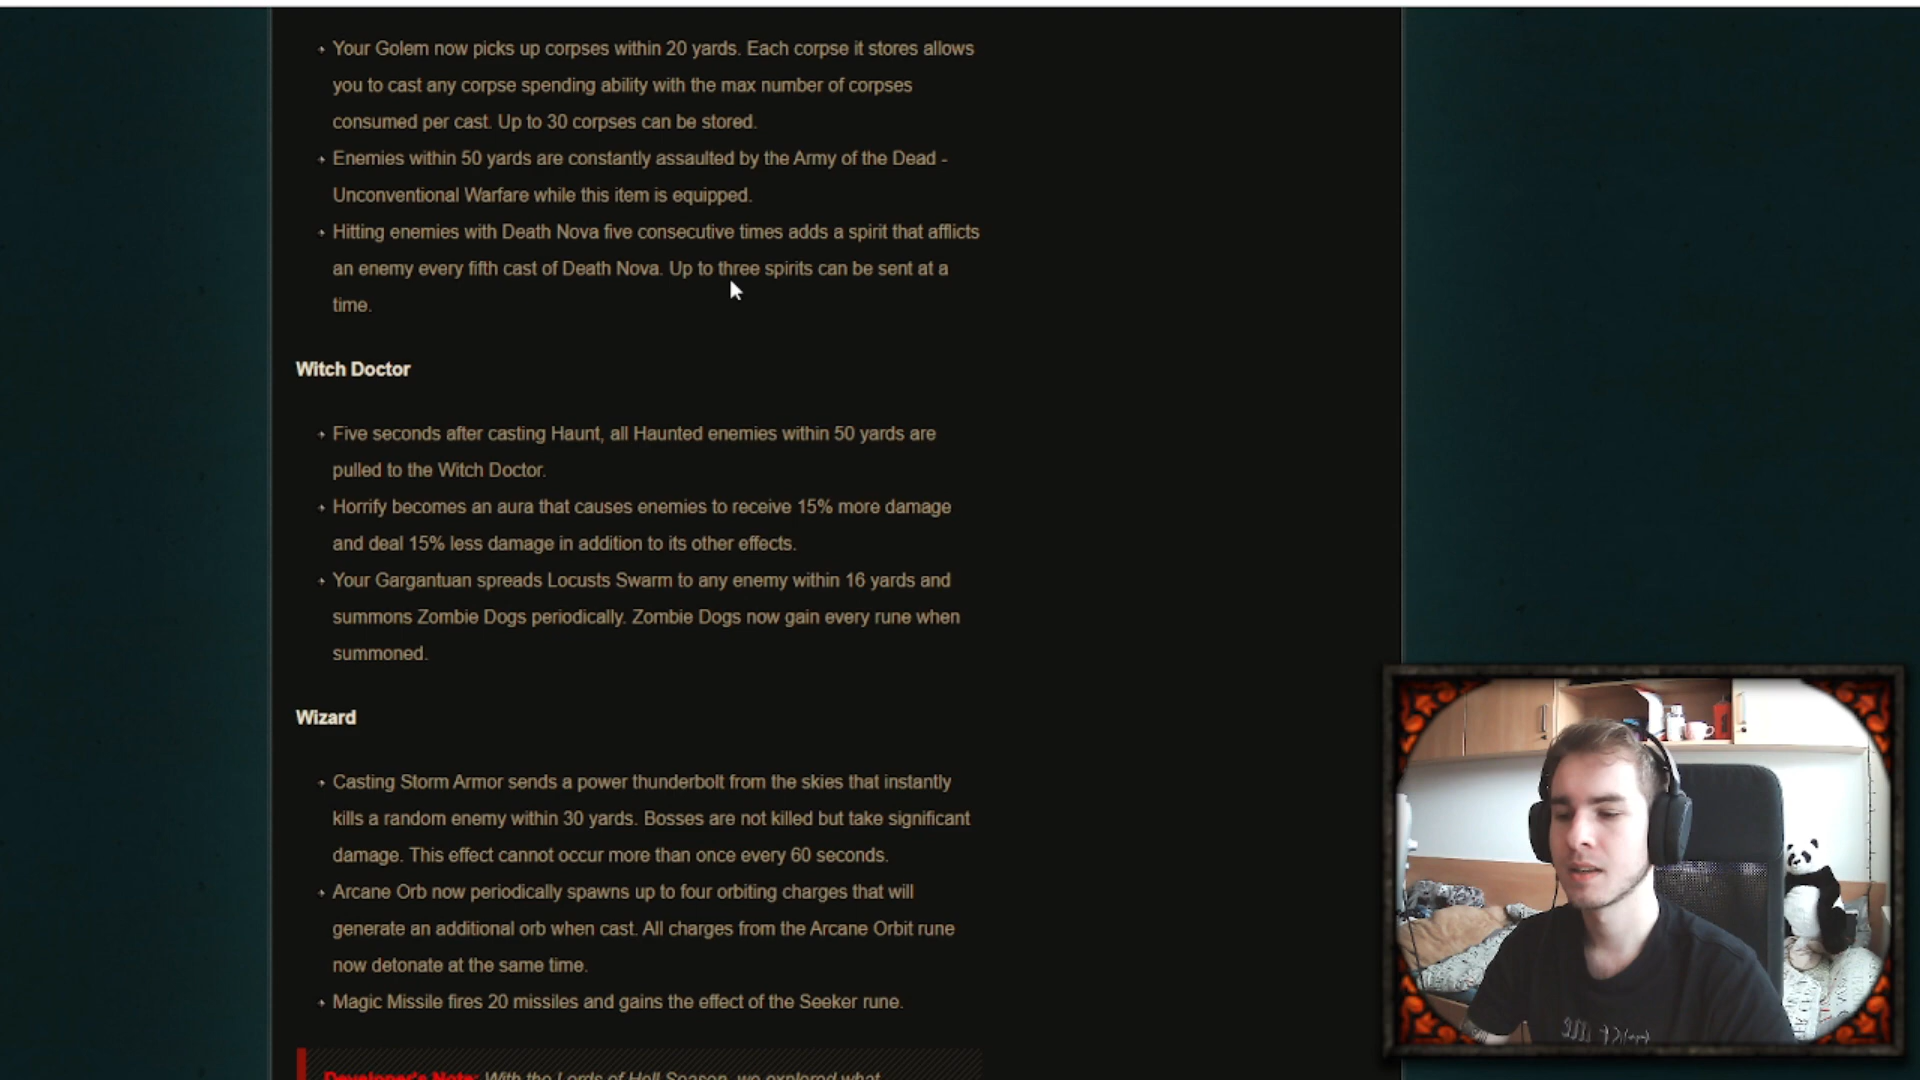 Your Golem now picks up corpses within 20 yards. Each corpse it stores allows
you to cast any corpse spending ability with the max number of corpses
consumed per cast. Up to 30 corpses can be stored.
Enemies within 50 yards are constantly assaulted by the Army of the Dead -
Unconventional Warfare while this item is equipped.
Hitting enemies with Death Nova five consecutive times adds a spirit that afflicts
an enemy every fifth cast of Death Nova. Up to three spirits can be sent at a
time.
Witch Doctor
Five seconds after casting Haunt, all Haunted enemies within 50 yards are
pulled to the Witch Doctor.
Horrify becomes an aura that causes enemies to receive 15% more damage
and deal 15% less damage in addition to its other effects.
Your Gargantuan spreads Locusts Swarm to any enemy within 16 yards and
summons Zombie Dogs periodically. Zombie Dogs now gain every rune when
summoned.
Wizard
Casting Storm Armor sends a power thunderbolt from the skies that instantly
kills a random enemy within 30 yards. Bosses are not killed but take significant
damage. This effect cannot occur more than once every 60 seconds.
Arcane Orb now periodically spawns up to four orbiting charges that will
generate an additional orb when cast. All charges from the Arcane Orbit rune
now detonate at the same time.
Magic Missile fires 20 missiles and gains the effect of the Seeker rune.
Developer's Note: With the Lords of Hell Season, we explored what